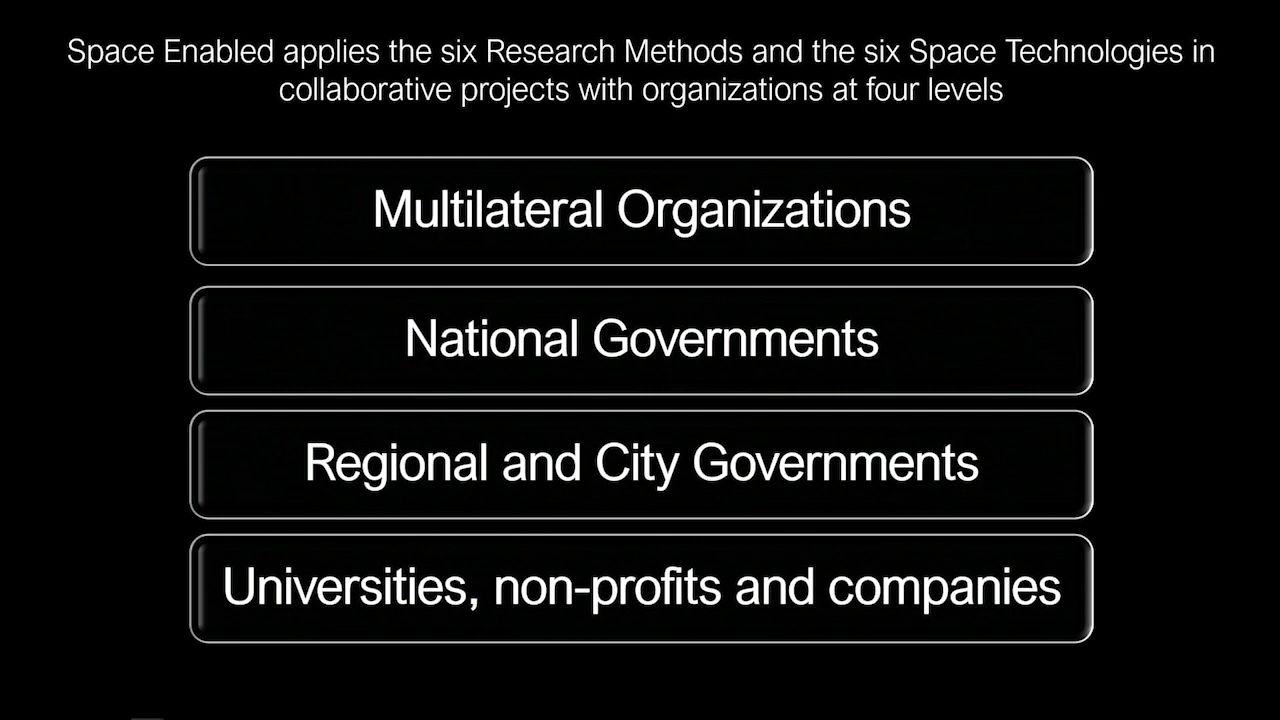 Space Enabled applies the six Research Methods and the six Space Technologies in
collaborative projects with organizations at four levels
Multilateral Organizations
National Governments
Regional and City Governments
Universities, non-profits and companies